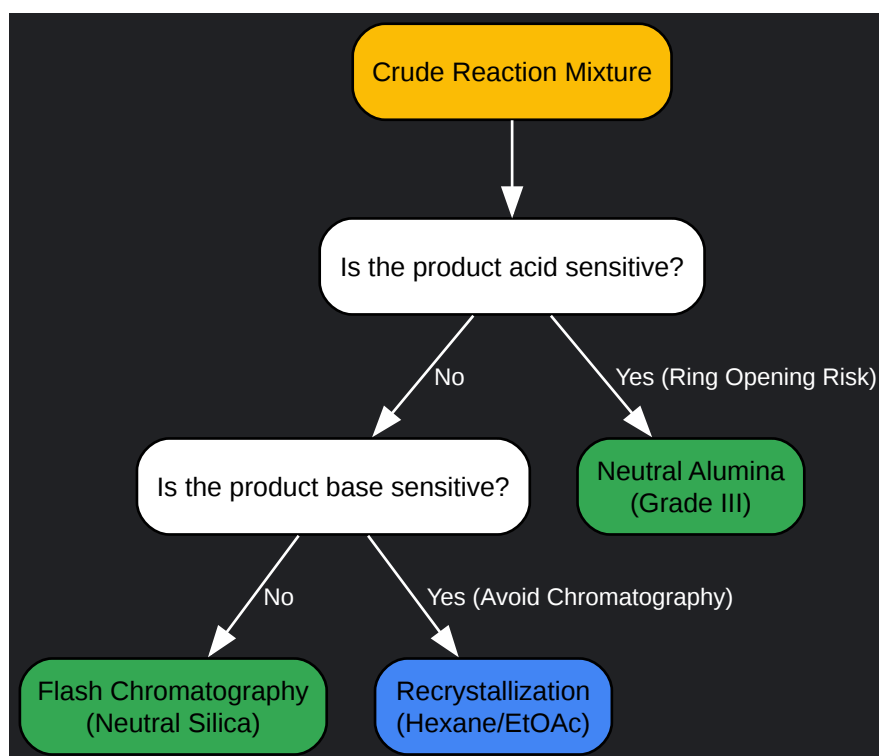 Crude Reaction Mixture
Is the product acid sensitive?
No
Yes (Ring Opening Risk)
Is the product base sensitive?
Neutral Alumina
(Grade III)
No
Yes (Avoid Chromatography)
Flash Chromatography
(Neutral Silica)
Recrystallization
(Hexane/EtOAc)